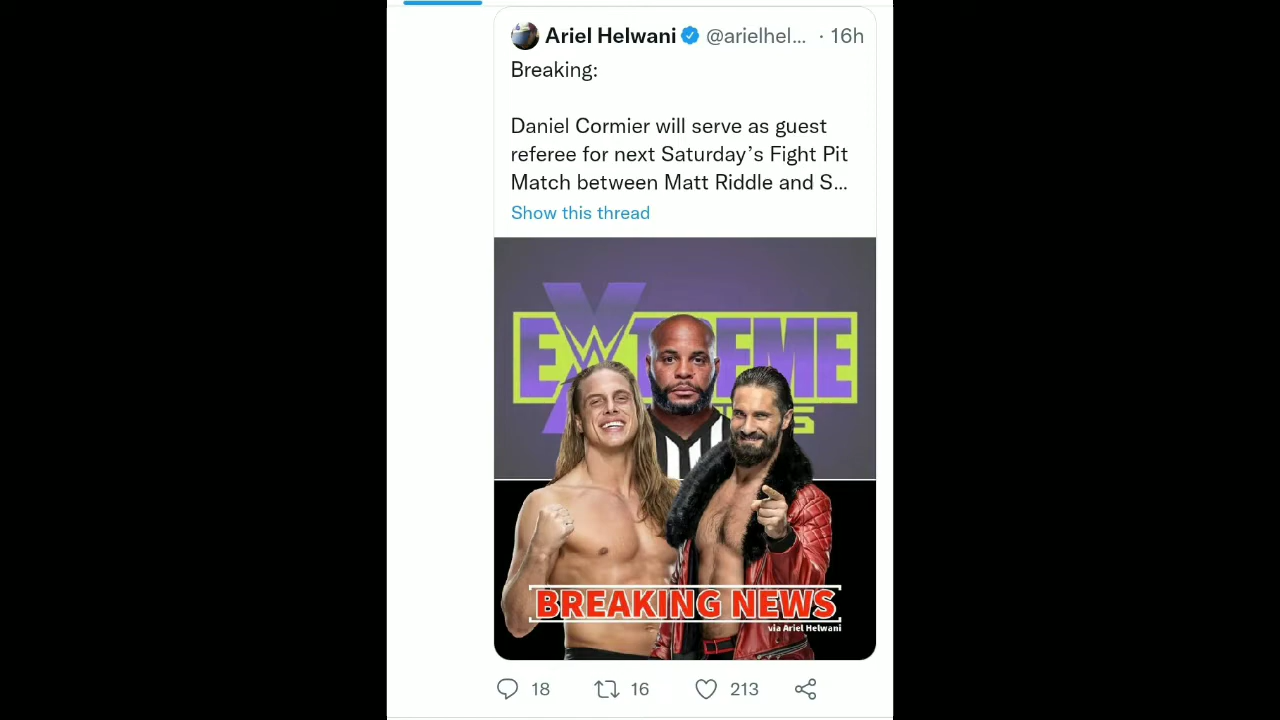 Ariel Helwani @arielhel... · 16h
Breaking:
Daniel Cormier will serve as guest
referee for next Saturday’s Fight Pit
Match between Matt Riddle and S...
Show this thread
EXTREME
BREAKING NEWS
via Ariel Helwani
18 16 213